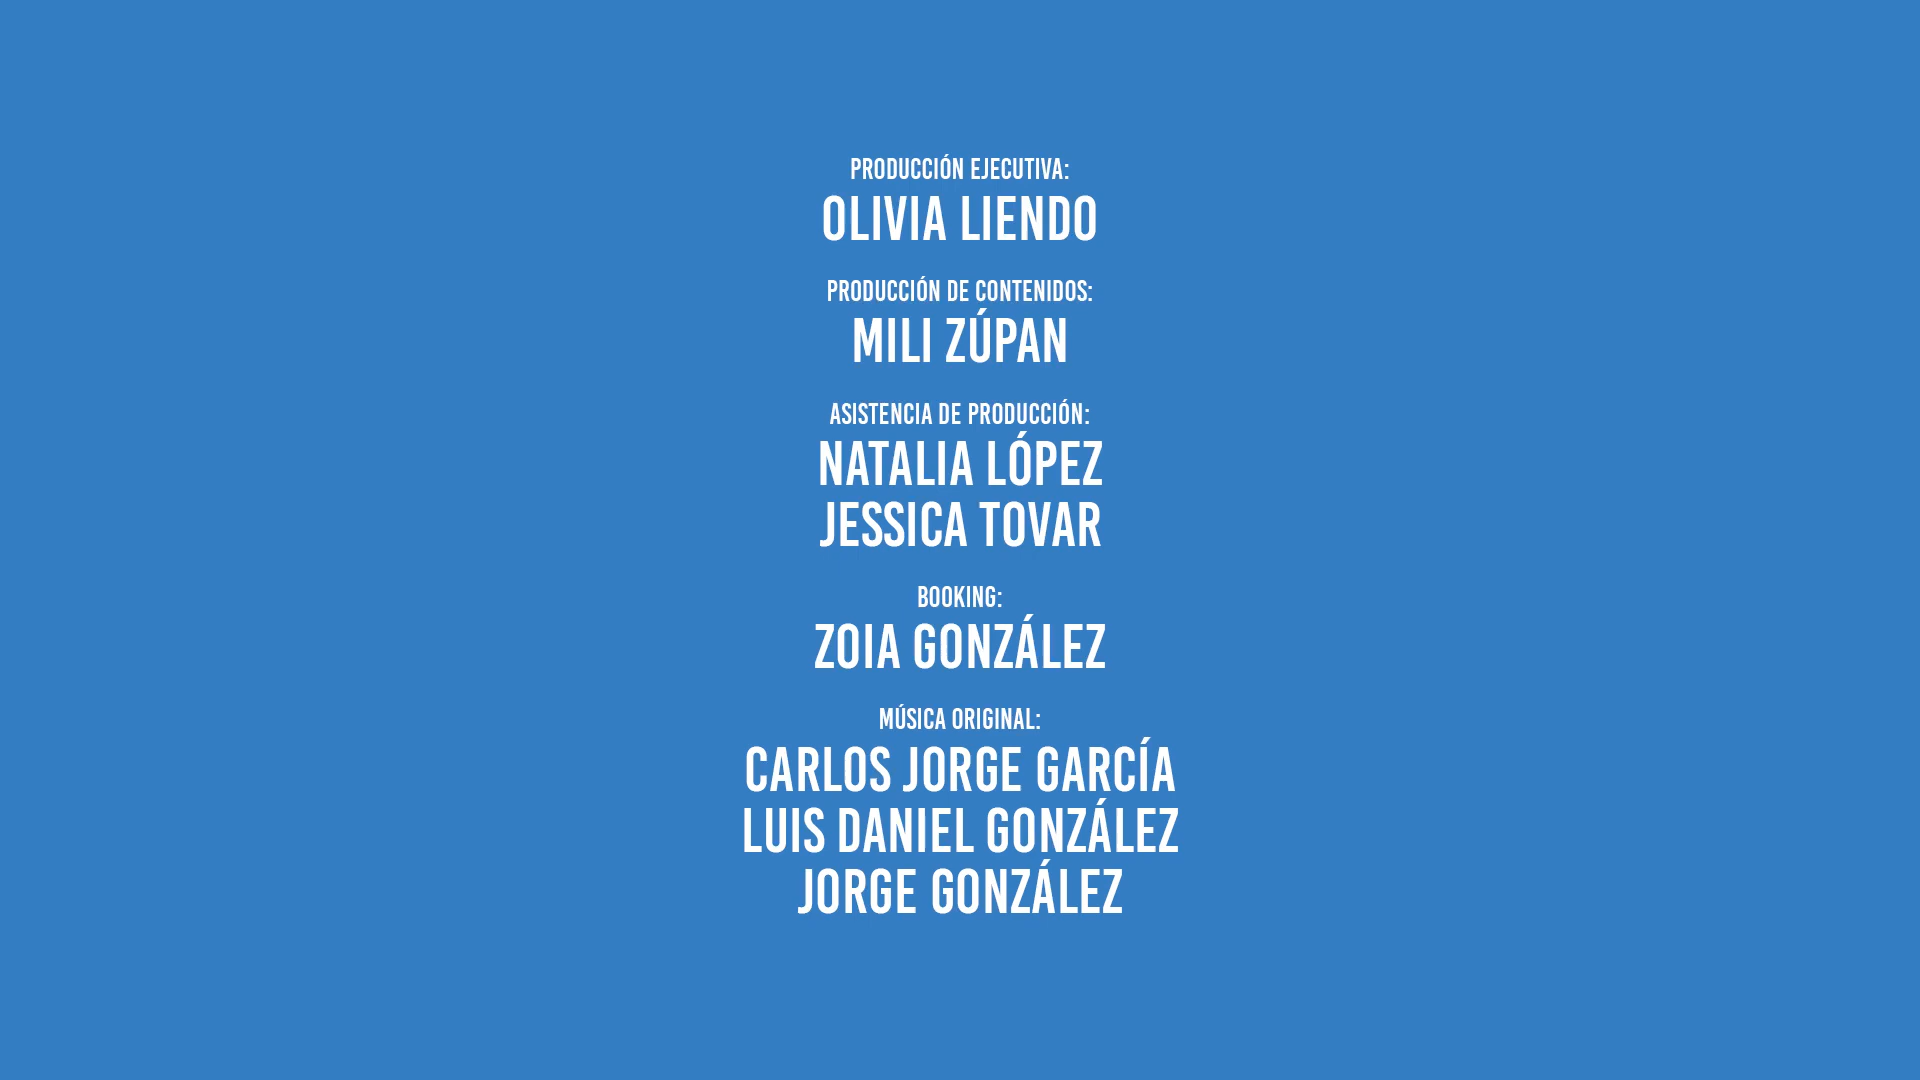 PRODUCCIÓN EJECUTIVA:
OLIVIA LIENDO
PRODUCCIÓN DE CONTENIDOS:
MILI ZÚPAN
ASISTENCIA DE PRODUCCIÓN:
NATALIA LÓPEZ
JESSICA TOVAR
BOOKING:
ZOIA GONZÁLEZ
MÚSICA ORIGINAL:
CARLOS JORGE GARCÍA
LUIS DANIEL GONZÁLEZ
JORGE GONZÁLEZ